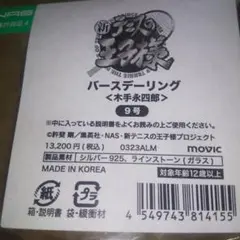 新テニスの
王子様
バースデーリング
<木手永四郎>
9号
※中に入っている説明書をよくお読みの上ご使用ください。
©許斐 剛／集英社・NAS・新テニスの王子様プロジェクト
13,200円(税込) 0323ALM movic
製品素材 シルバー925、ラインストーン(ガラス)
MADE IN KOREA 対象年齢12歳以上
紙 プラ
箱・説明書 袋・緩衝材
4 549743 814155